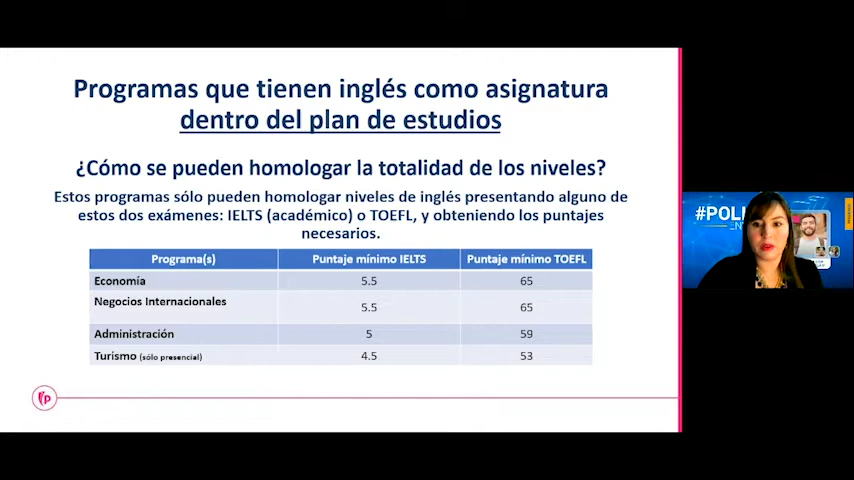 Programas que tienen inglés como asignatura
dentro del plan de estudios
¿Cómo se pueden homologar la totalidad de los niveles?
Estos programas sólo pueden homologar niveles de inglés presentando alguno de
estos dos exámenes: IELTS (académico) o TOEFL, y obteniendo los puntajes
necesarios.
Programa(s) Puntaje mínimo IELTS Puntaje mínimo TOEFL
Economía 5.5 65
Negocios Internacionales 5.5 65
Administración 5 59
Turismo (sólo presencial) 4.5 53
p
#POLI